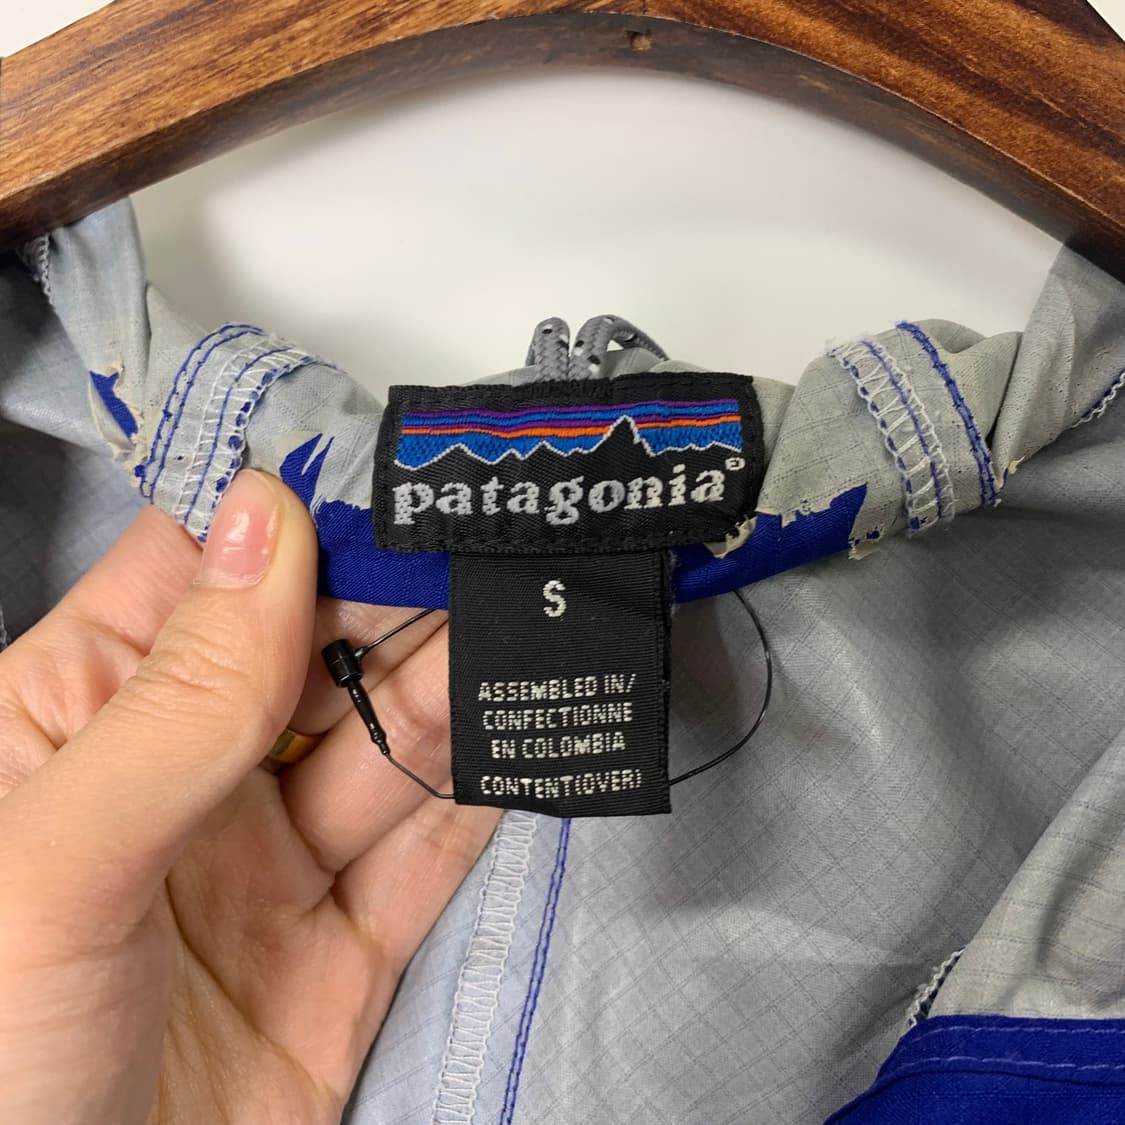 patagonia®
S
ASSEMBLED IN/
CONFECTIONNE
EN COLOMBIA
CONTENT(OVER)